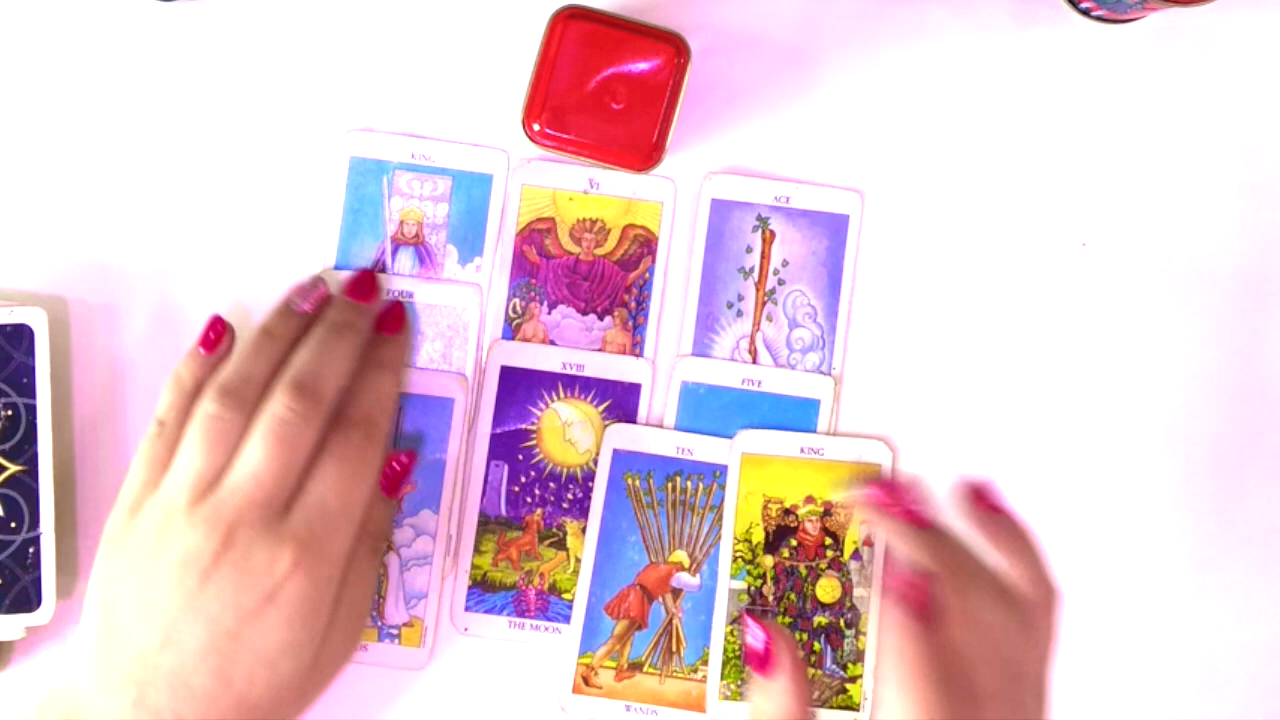 KING
VI
ACE
FOUR
XVIII
FIVE
TEN
KING
THE MOON
WANDS